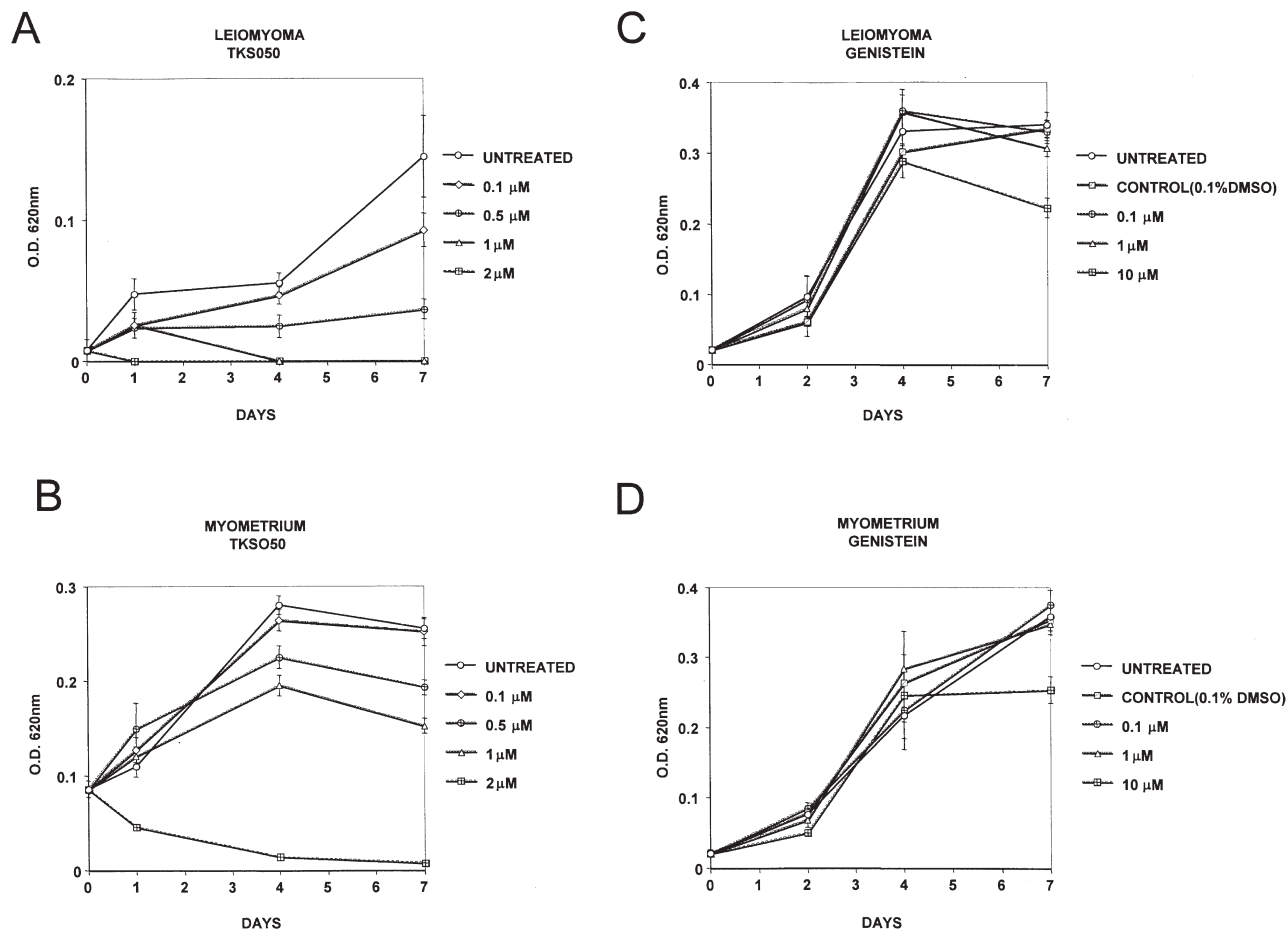 A
LEIOMYOMA
TKS050
0.2
0.1
0
O.D. 620nm
0 1 2 3 4 5 6 7
DAYS
UNTREATED
0.1 µM
0.5 µM
1 µM
2 µM
C
LEIOMYOMA
GENISTEIN
0.4
0.3
0.2
0.1
0
O.D. 620nm
0 1 2 3 4 5 6 7
DAYS
UNTREATED
CONTROL(0.1%DMSO)
0.1 µM
1 µM
10 µM
B
MYOMETRIUM
TKSO50
0.3
0.2
0.1
0
O.D. 620nm
0 1 2 3 4 5 6 7
DAYS
UNTREATED
0.1 µM
0.5 µM
1 µM
2 µM
D
MYOMETRIUM
GENISTEIN
0.4
0.3
0.2
0.1
0
O.D. 620nm
0 1 2 3 4 5 6 7
DAYS
UNTREATED
CONTROL(0.1% DMSO)
0.1 µM
1 µM
10 µM